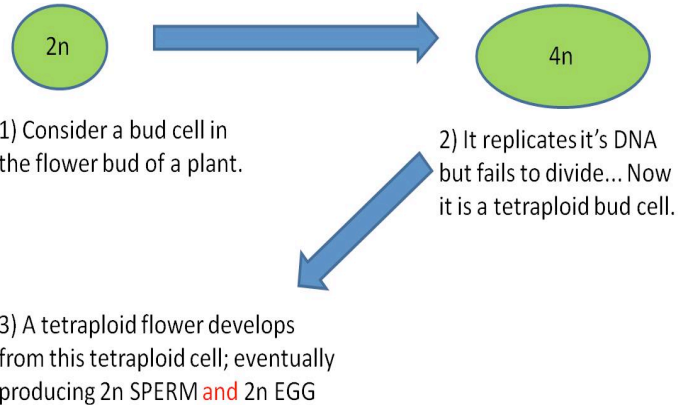 2n
4n
1) Consider a bud cell in
the flower bud of a plant.
2) It replicates it's DNA
but fails to divide... Now
it is a tetraploid bud cell.
3) A tetraploid flower develops
from this tetraploid cell; eventually
producing 2n SPERM and 2n EGG